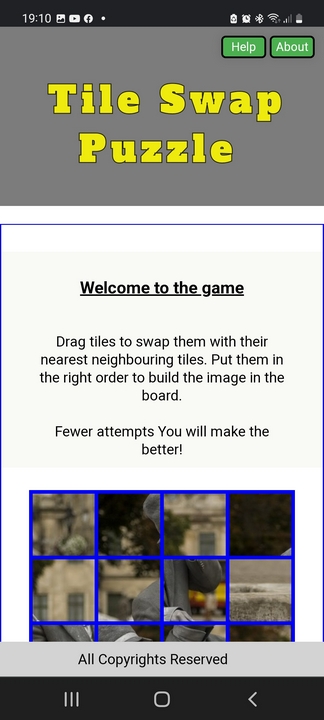 19:10
Help About
Tile Swap
Puzzle
Welcome to the game
Drag tiles to swap them with their
nearest neighbouring tiles. Put them in
the right order to build the image in the
board.
Fewer attempts You will make the
better!
All Copyrights Reserved